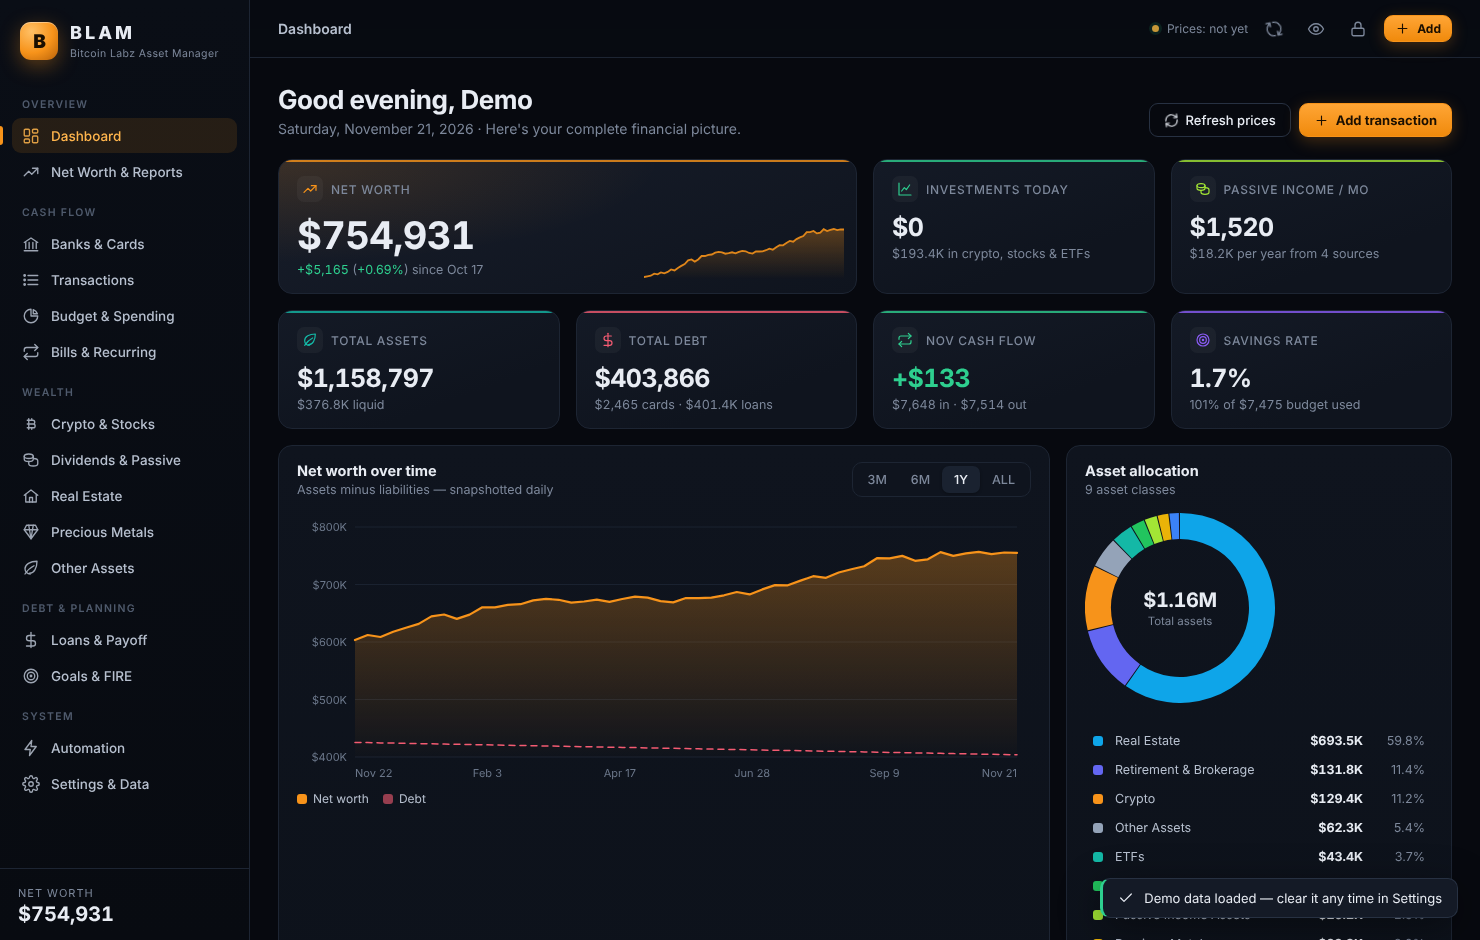 B
BLAM
Bitcoin Labz Asset Manager
OVERVIEW
Dashboard
Net Worth & Reports
CASH FLOW
Banks & Cards
Transactions
Budget & Spending
Bills & Recurring
WEALTH
Crypto & Stocks
Dividends & Passive
Real Estate
Precious Metals
Other Assets
DEBT & PLANNING
Loans & Payoff
Goals & FIRE
SYSTEM
Automation
Settings & Data
NET WORTH
$754,931
Dashboard
Prices: not yet
Add
Good evening, Demo
Saturday, November 21, 2026 · Here's your complete financial picture.
Refresh prices
Add transaction
NET WORTH
$754,931
+$5,165 (+0.69%) since Oct 17
INVESTMENTS TODAY
$0
$193.4K in crypto, stocks & ETFs
PASSIVE INCOME / MO
$1,520
$18.2K per year from 4 sources
TOTAL ASSETS
$1,158,797
$376.8K liquid
TOTAL DEBT
$403,866
$2,465 cards · $401.4K loans
NOV CASH FLOW
+$133
$7,648 in · $7,514 out
SAVINGS RATE
1.7%
101% of $7,475 budget used
Net worth over time
Assets minus liabilities — snapshotted daily
3M 6M 1Y ALL
$800K
$700K
$600K
$500K
$400K
Nov 22 Feb 3 Apr 17 Jun 28 Sep 9 Nov 21
Net worth Debt
Asset allocation
9 asset classes
$1.16M
Total assets
Real Estate $693.5K 59.8%
Retirement & Brokerage $131.8K 11.4%
Crypto $129.4K 11.2%
Other Assets $62.3K 5.4%
ETFs $43.4K 3.7%
Demo data loaded — clear it any time in Settings